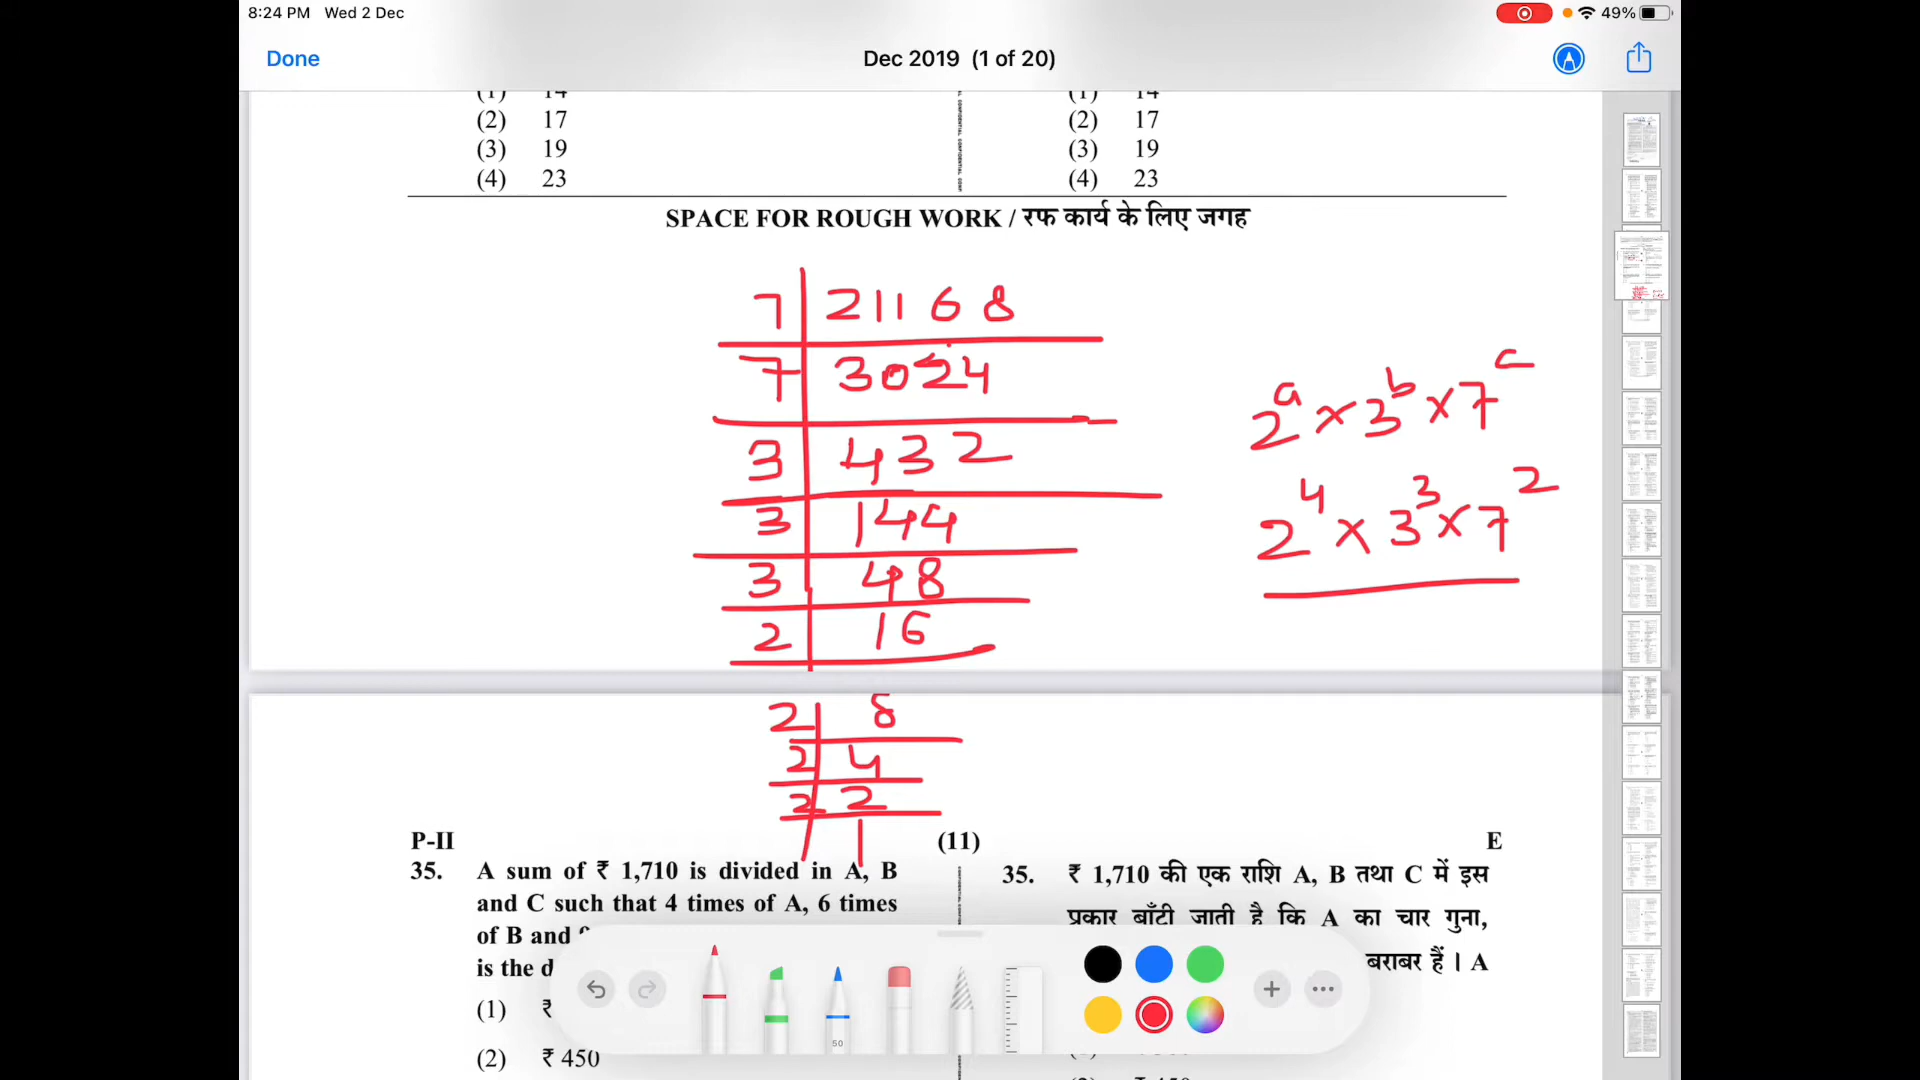 8:24 PM Wed 2 Dec
49%
Done
Dec 2019 (1 of 20)
(1) 14
(2) 17
(3) 19
(4) 23
(1) 14
(2) 17
(3) 19
(4) 23
SPACE FOR ROUGH WORK / रफ कार्य के लिए जगह
7 21168
7 3024
3 432
3 144
3 48
2 16
2 8
2 4
2 2
1
2^a × 3^b × 7^c
2^4 × 3^3 × 7^2
P-II
(11)
E
35. A sum of ₹ 1,710 is divided in A, B
and C such that 4 times of A, 6 times
of B and
is the d
(1) ₹
(2) ₹ 450
35. ₹ 1,710 की एक राशि A, B तथा C में इस
प्रकार बाँटी जाती है कि A का चार गुना,
बराबर हैं । A
50